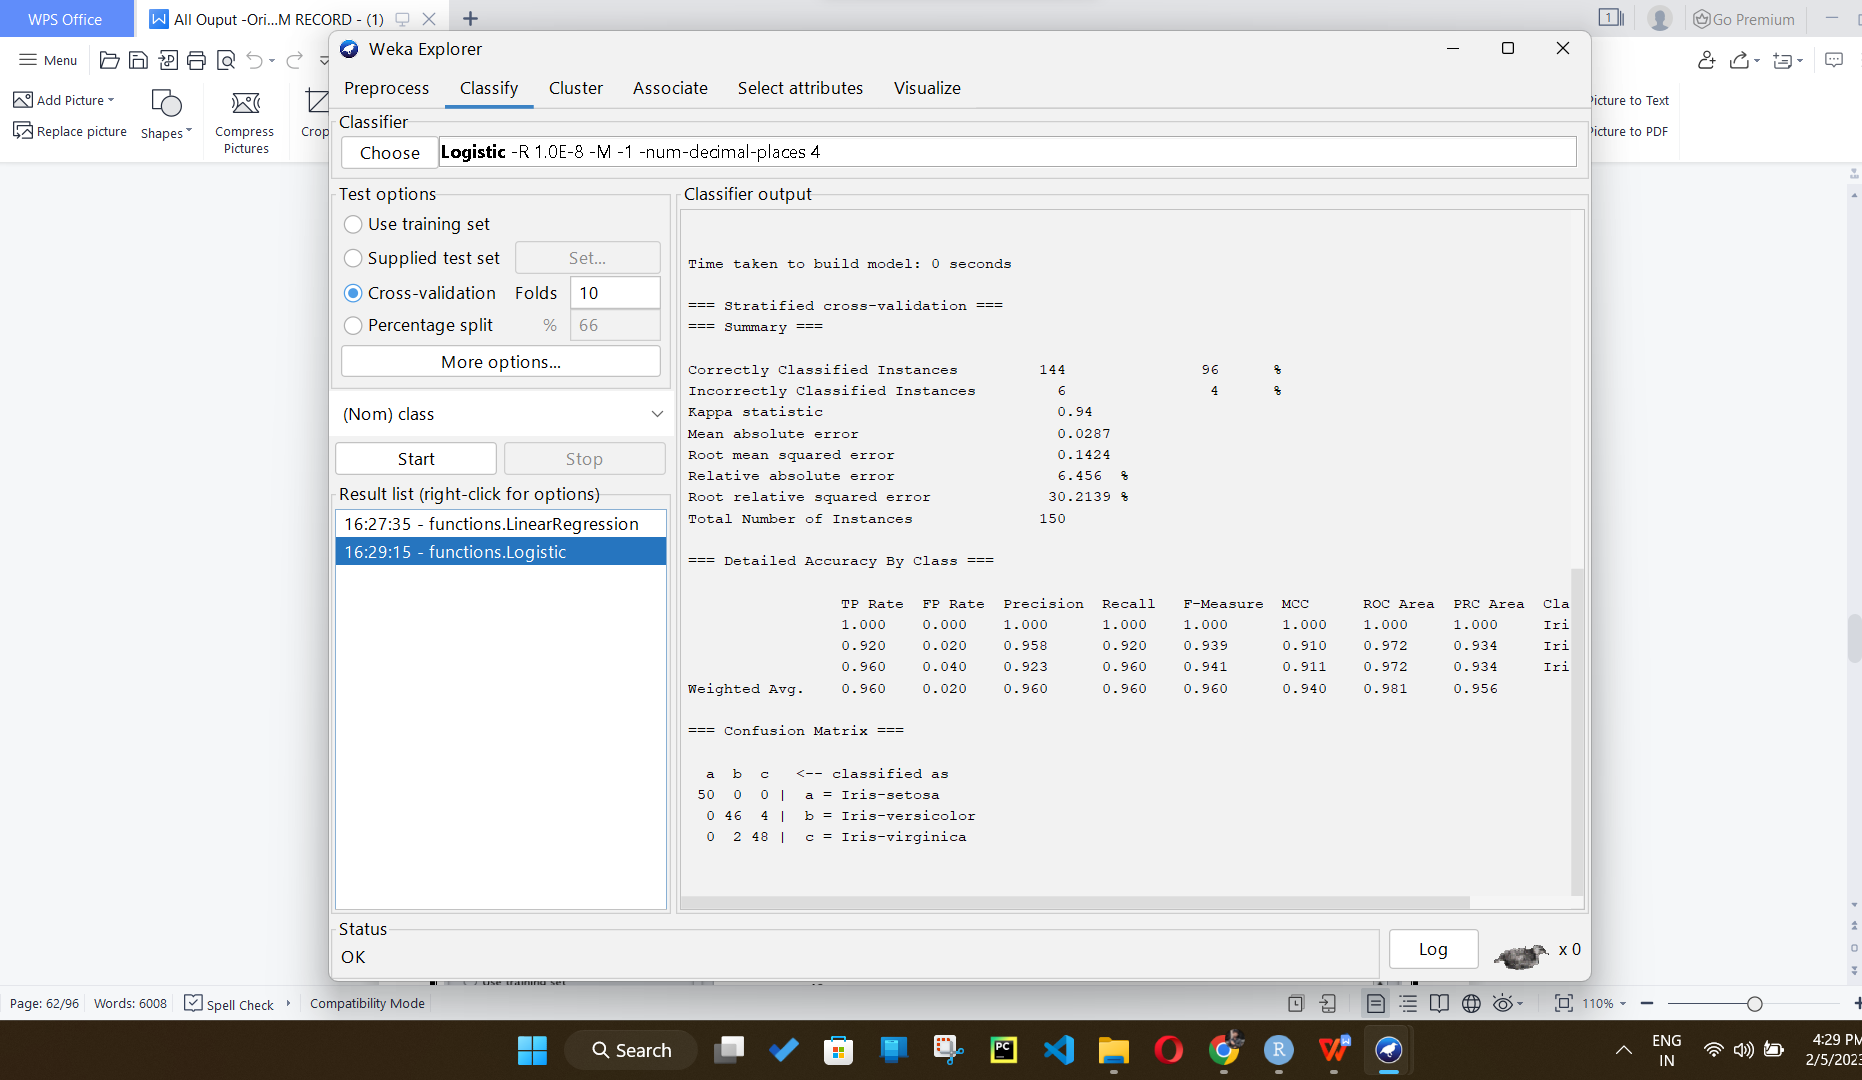 WPS Office
All Ouput -Ori...M RECORD - (1)
1
Go Premium
Menu
Add Picture
Replace picture
Shapes
Compress
Pictures
Crop
Picture to Text
Picture to PDF
Weka Explorer
Preprocess Classify Cluster Associate Select attributes Visualize
Classifier
Choose
Logistic -R 1.0E-8 -M -1 -num-decimal-places 4
Test options
Use training set
Supplied test set Set...
Cross-validation Folds 10
Percentage split % 66
More options...
(Nom) class
Start Stop
Result list (right-click for options)
16:27:35 - functions.LinearRegression
16:29:15 - functions.Logistic
Classifier output
Time taken to build model: 0 seconds
=== Stratified cross-validation ===
=== Summary ===
Correctly Classified Instances 144 96 %
Incorrectly Classified Instances 6 4 %
Kappa statistic 0.94
Mean absolute error 0.0287
Root mean squared error 0.1424
Relative absolute error 6.456 %
Root relative squared error 30.2139 %
Total Number of Instances 150
=== Detailed Accuracy By Class ===
TP Rate FP Rate Precision Recall F-Measure MCC ROC Area PRC Area Cla
1.000 0.000 1.000 1.000 1.000 1.000 1.000 1.000 Iri
0.920 0.020 0.958 0.920 0.939 0.910 0.972 0.934 Iri
0.960 0.040 0.923 0.960 0.941 0.911 0.972 0.934 Iri
Weighted Avg. 0.960 0.020 0.960 0.960 0.960 0.940 0.981 0.956
=== Confusion Matrix ===
a b c <-- classified as
50 0 0 | a = Iris-setosa
0 46 4 | b = Iris-versicolor
0 2 48 | c = Iris-virginica
Status
OK
Log
x 0
Page: 62/96 Words: 6008 Spell Check Compatibility Mode
110%
Search
PC
R
ENG
IN
4:29 PM
2/5/2023